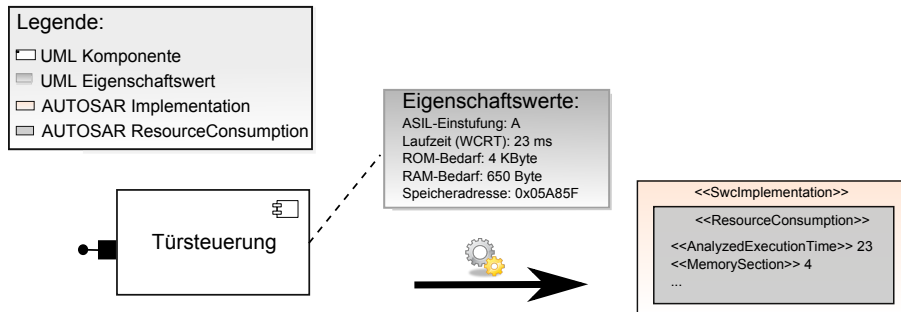 Legende:
UML Komponente
UML Eigenschaftswert
AUTOSAR Implementation
AUTOSAR ResourceConsumption
Eigenschaftswerte:
ASIL-Einstufung: A
Laufzeit (WCRT): 23 ms
ROM-Bedarf: 4 KByte
RAM-Bedarf: 650 Byte
Speicheradresse: 0x05A85F
Türsteuerung
<<SwcImplementation>>
<<ResourceConsumption>>
<<AnalyzedExecutionTime>> 23
<<MemorySection>> 4
...